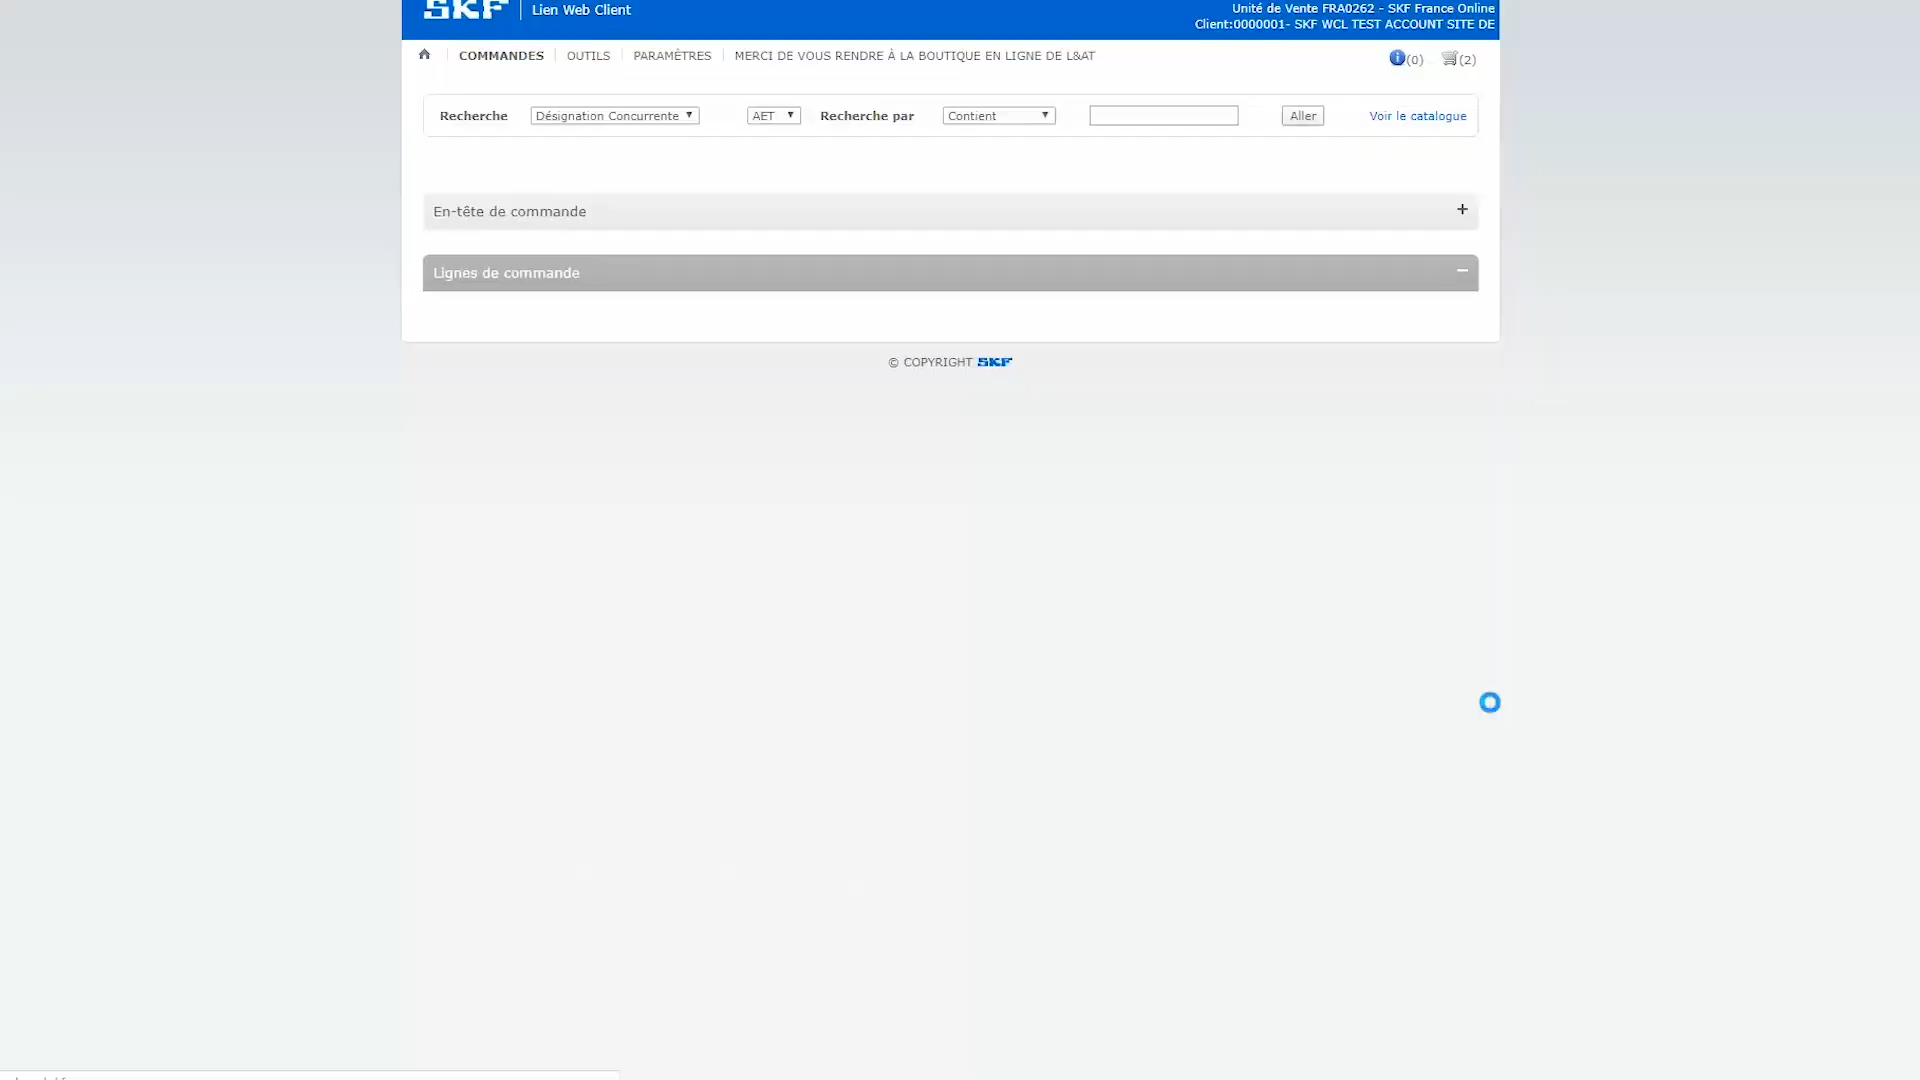 SKF Lien Web Client
Unité de Vente FRA0262 - SKF France Online
Client:0000001- SKF WCL TEST ACCOUNT SITE DE
COMMANDES OUTILS PARAMÈTRES MERCI DE VOUS RENDRE À LA BOUTIQUE EN LIGNE DE L&AT (0) (2)
Recherche Désignation Concurrente AET Recherche par Contient Aller Voir le catalogue
En-tête de commande +
Lignes de commande −
© COPYRIGHT SKF